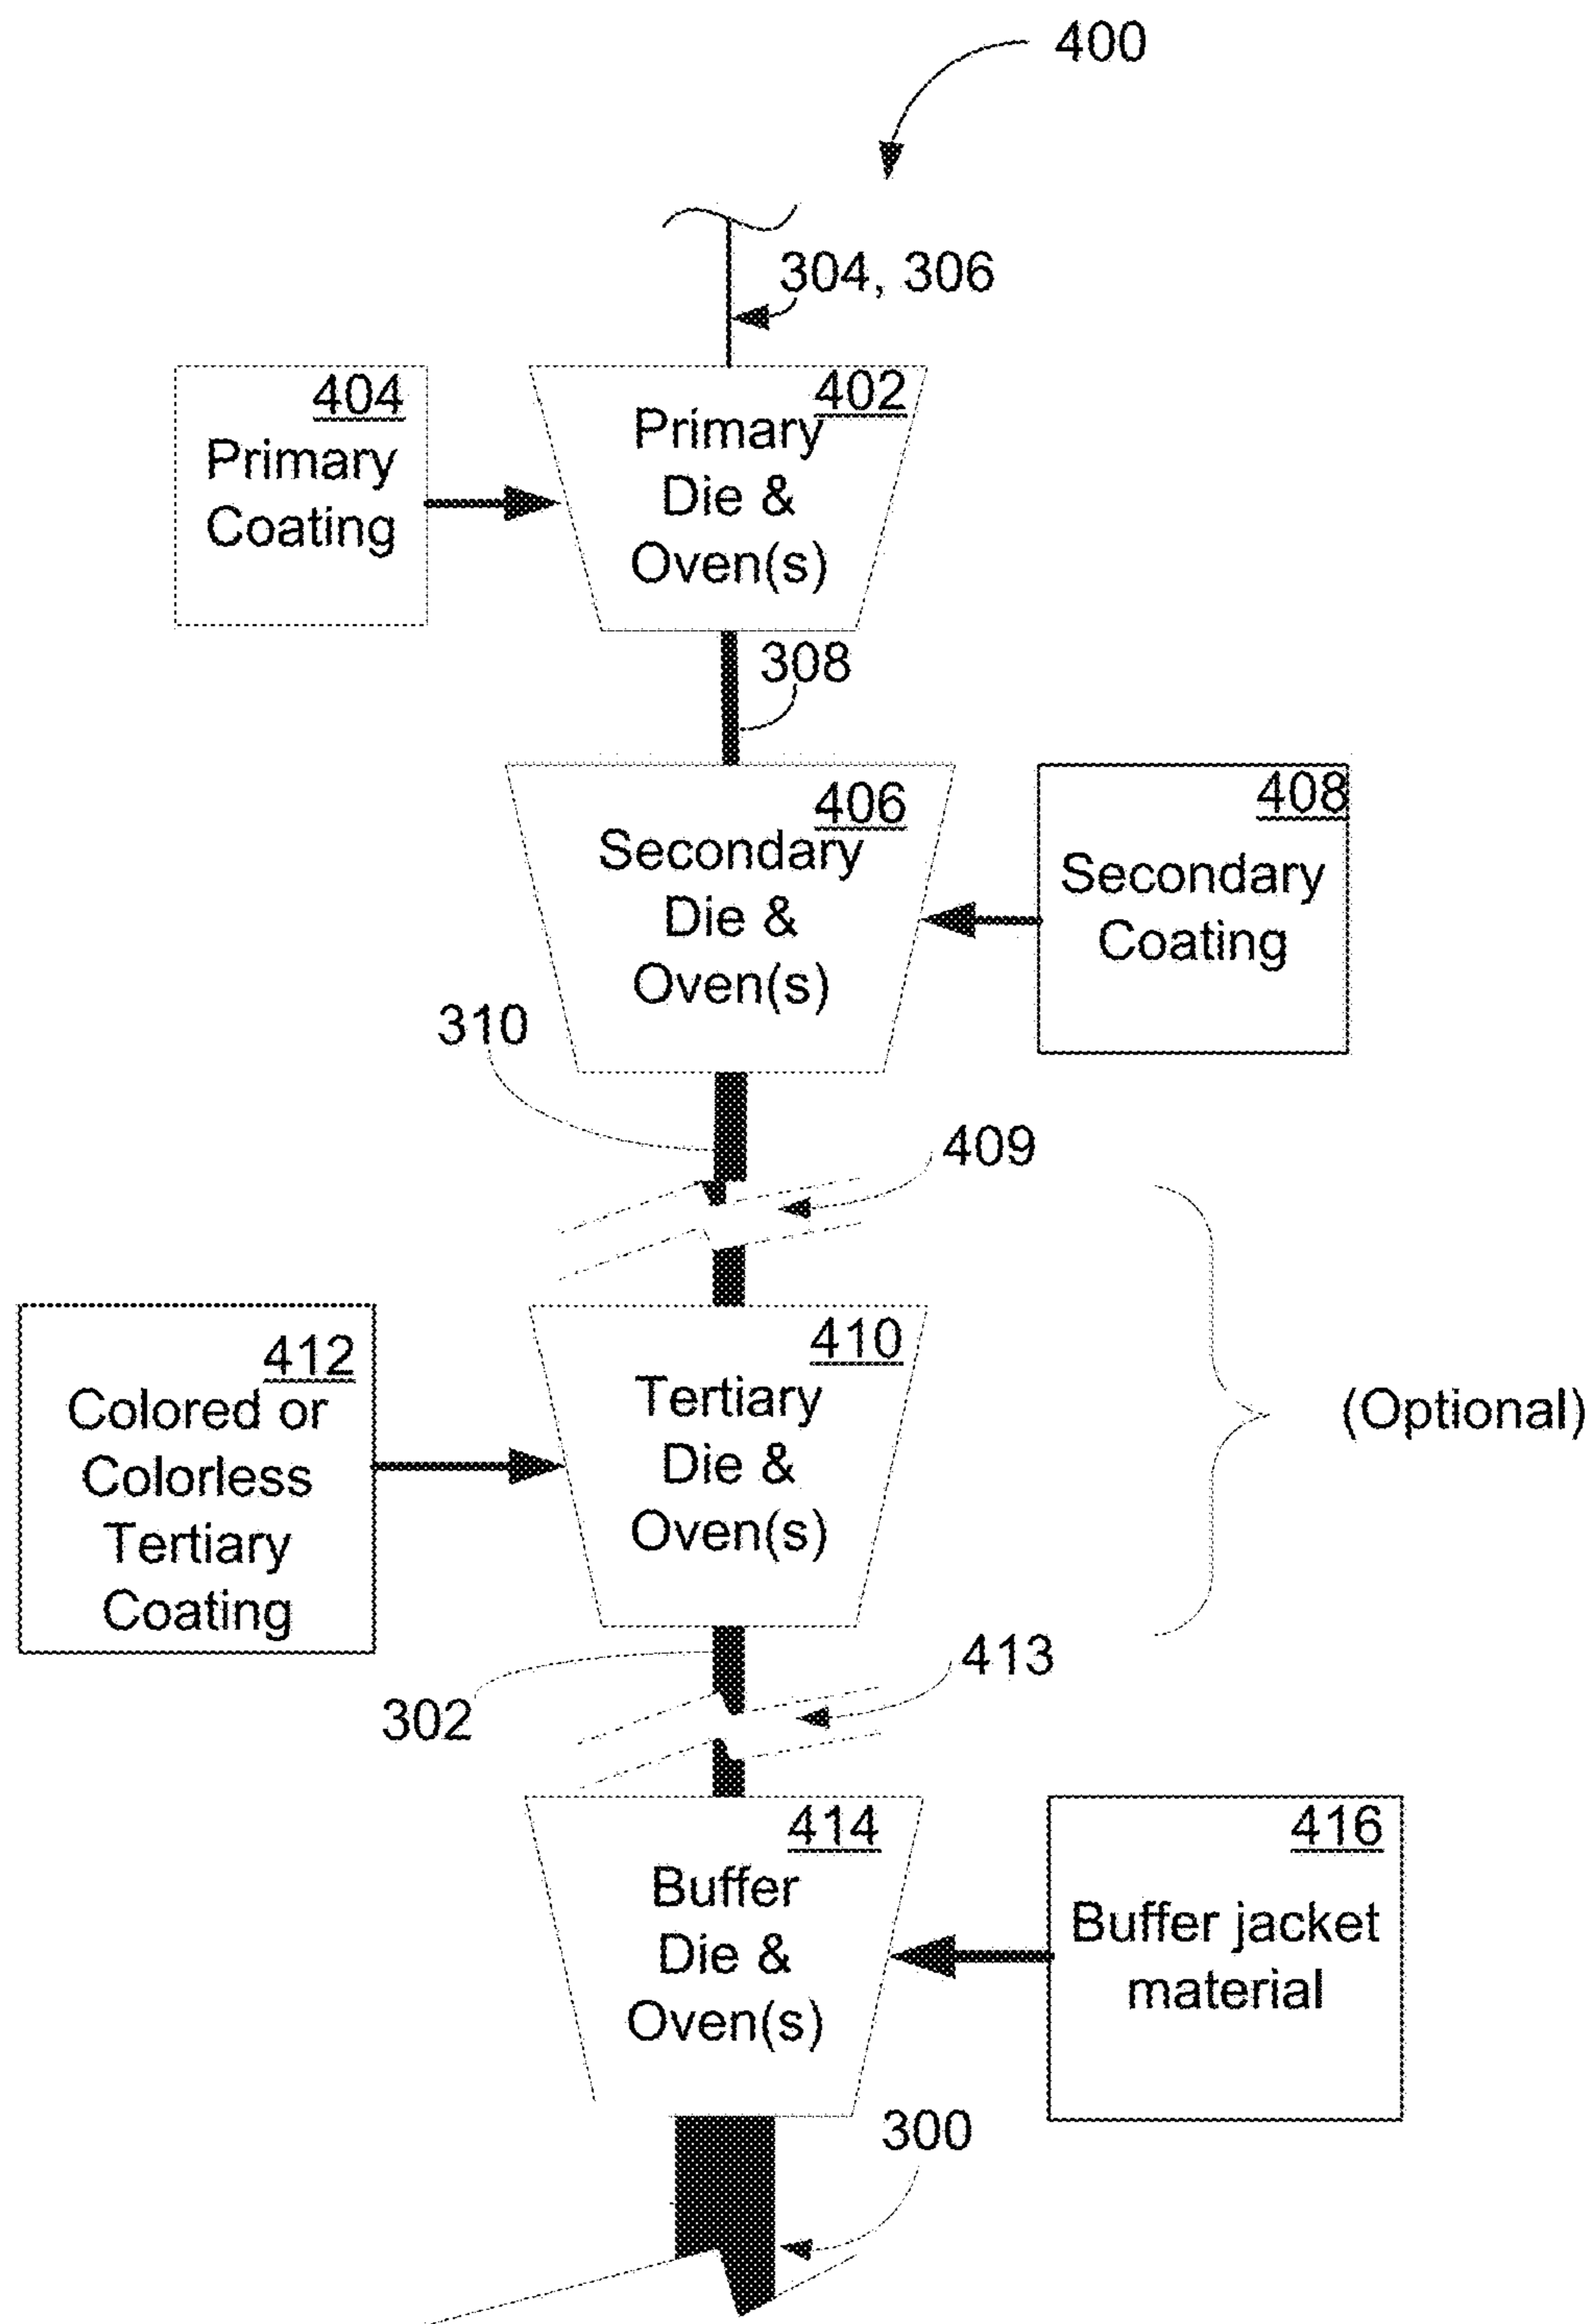 400
304, 306
404
Primary
Coating
402
Primary
Die &
Oven(s)
308
406
Secondary
Die &
Oven(s)
408
Secondary
Coating
310
409
412
Colored or
Colorless
Tertiary
Coating
410
Tertiary
Die &
Oven(s)
(Optional)
302
413
414
Buffer
Die &
Oven(s)
416
Buffer jacket
material
300